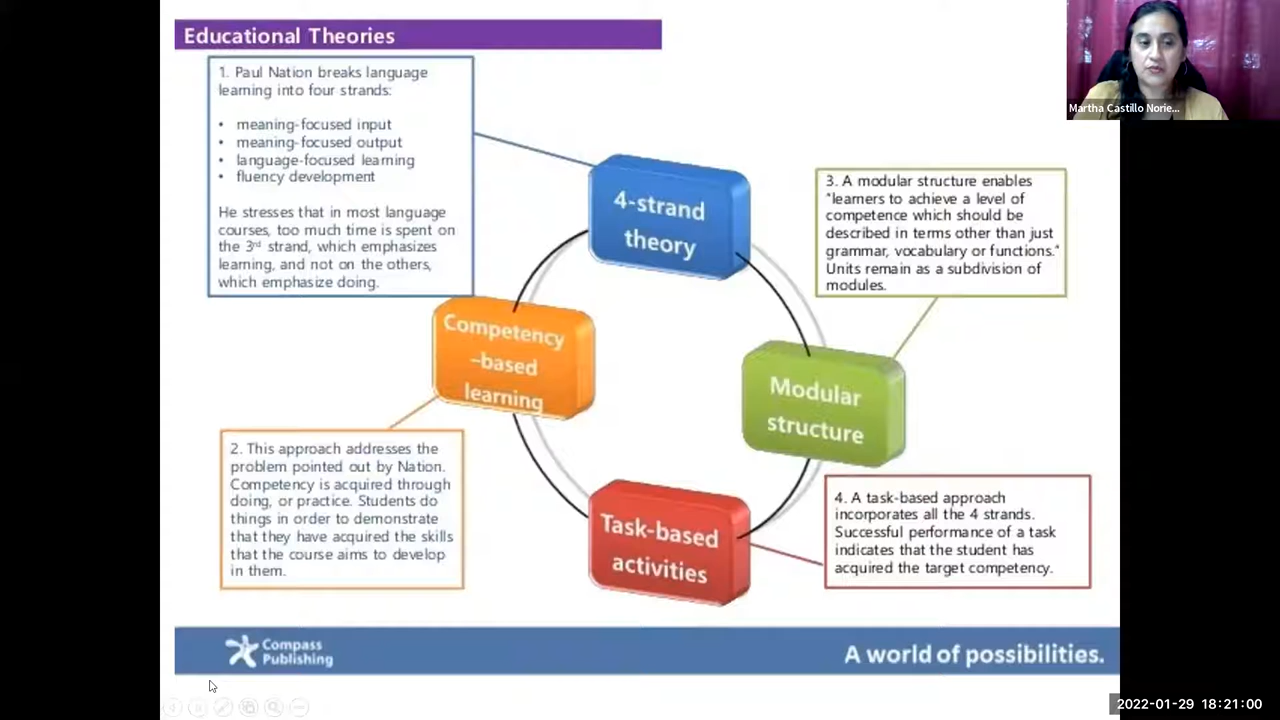 Educational Theories
1. Paul Nation breaks language
learning into four strands:
• meaning-focused input
• meaning-focused output
• language-focused learning
• fluency development
He stresses that in most language
courses, too much time is spent on
the 3rd strand, which emphasizes
learning, and not on the others,
which emphasize doing.
4-strand
theory
3. A modular structure enables
"learners to achieve a level of
competence which should be
described in terms other than just
grammar, vocabulary or functions."
Units remain as a subdivision of
modules.
Competency
-based
learning
Modular
structure
2. This approach addresses the
problem pointed out by Nation.
Competency is acquired through
doing, or practice. Students do
things in order to demonstrate
that they have acquired the skills
that the course aims to develop
in them.
Task-based
activities
4. A task-based approach
incorporates all the 4 strands.
Successful performance of a task
indicates that the student has
acquired the target competency.
Compass
Publishing
A world of possibilities.
Martha Castillo Norie...
2022-01-29 18:21:00